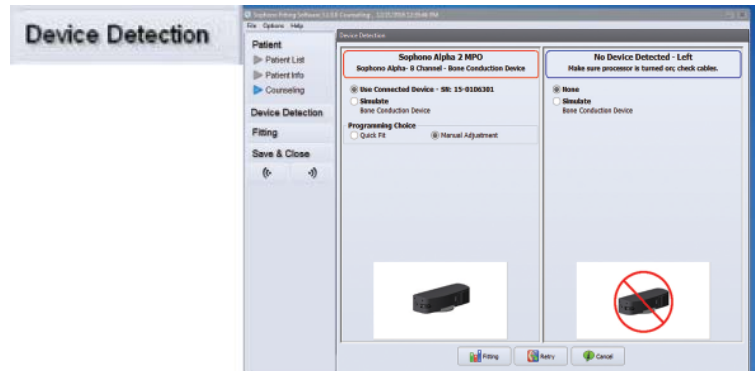 Device Detection
File Options Help
Patient
Patient List
Patient Info
Counseling
Device Detection
Fitting
Save & Close
Device Detection
Sophono Alpha 2 MPO
Sophono Alpha- 8 Channel - Bone Conduction Device
Use Connected Device - SN: 15-0106301
Simulate
Bone Conduction Device
Programming Choice
Quick Fit Manual Adjustment
No Device Detected - Left
Make sure processor is turned on; check cables.
None
Simulate
Bone Conduction Device
Fitting Retry Cancel